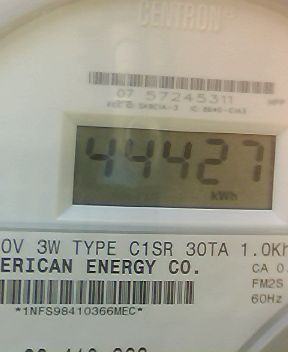 CENTRON
07 57245311
44427
kWh
0V 3W TYPE C1SR 30TA 1.0Kh
ERICAN ENERGY CO.
CA 0.
FM2S
60Hz
*1NFS98410366MEC*